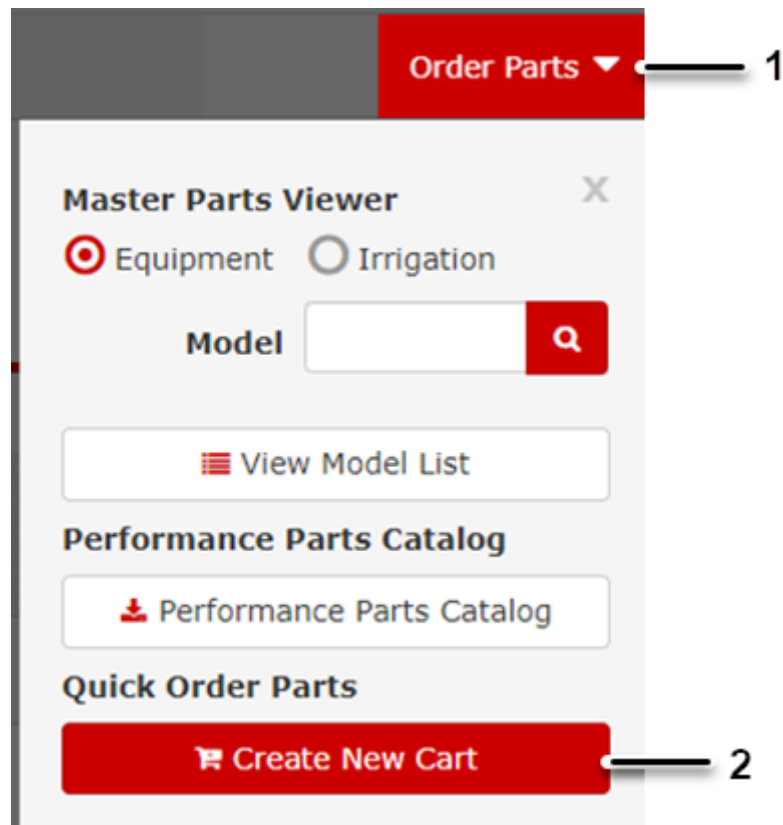 Order Parts
1
Master Parts Viewer
X
Equipment Irrigation
Model
View Model List
Performance Parts Catalog
Performance Parts Catalog
Quick Order Parts
Create New Cart
2